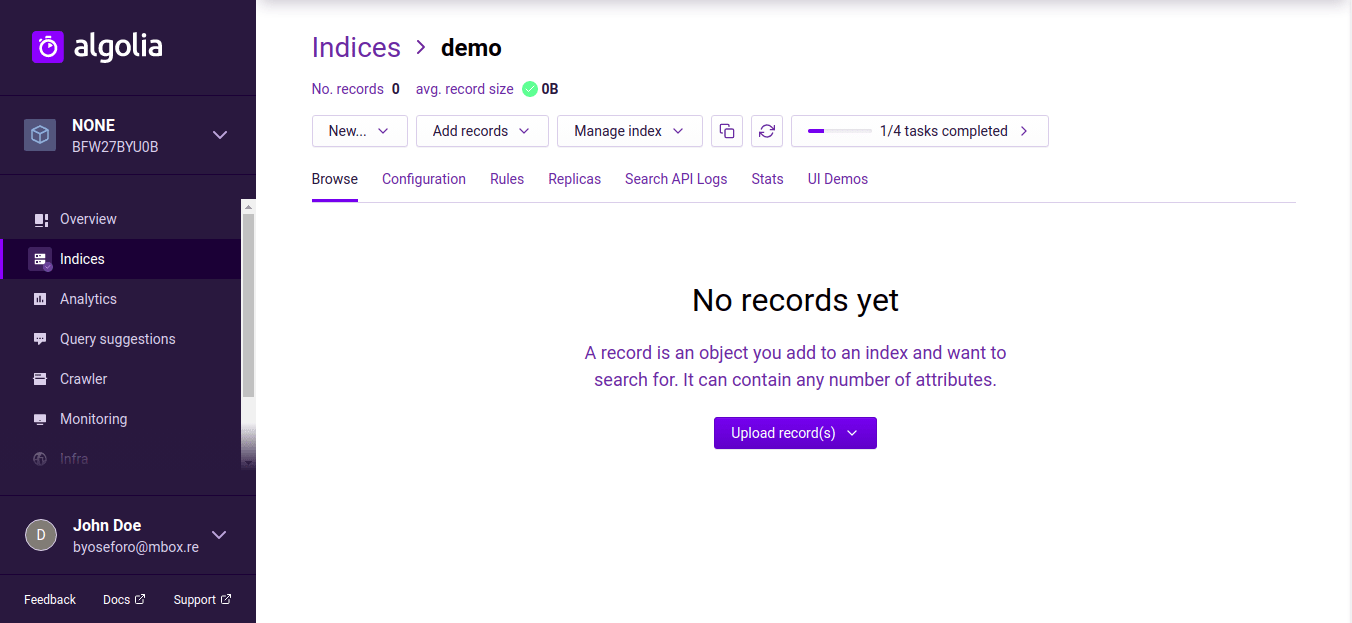 algolia
NONE
BFW27BYU0B
Overview
Indices
Analytics
Query suggestions
Crawler
Monitoring
Infra
John Doe
D
byoseforo@mbox.re
Feedback Docs Support
Indices > demo
No. records 0 avg. record size 0B
New... Add records Manage index 1/4 tasks completed
Browse Configuration Rules Replicas Search API Logs Stats UI Demos
No records yet
A record is an object you add to an index and want to
search for. It can contain any number of attributes.
Upload record(s)